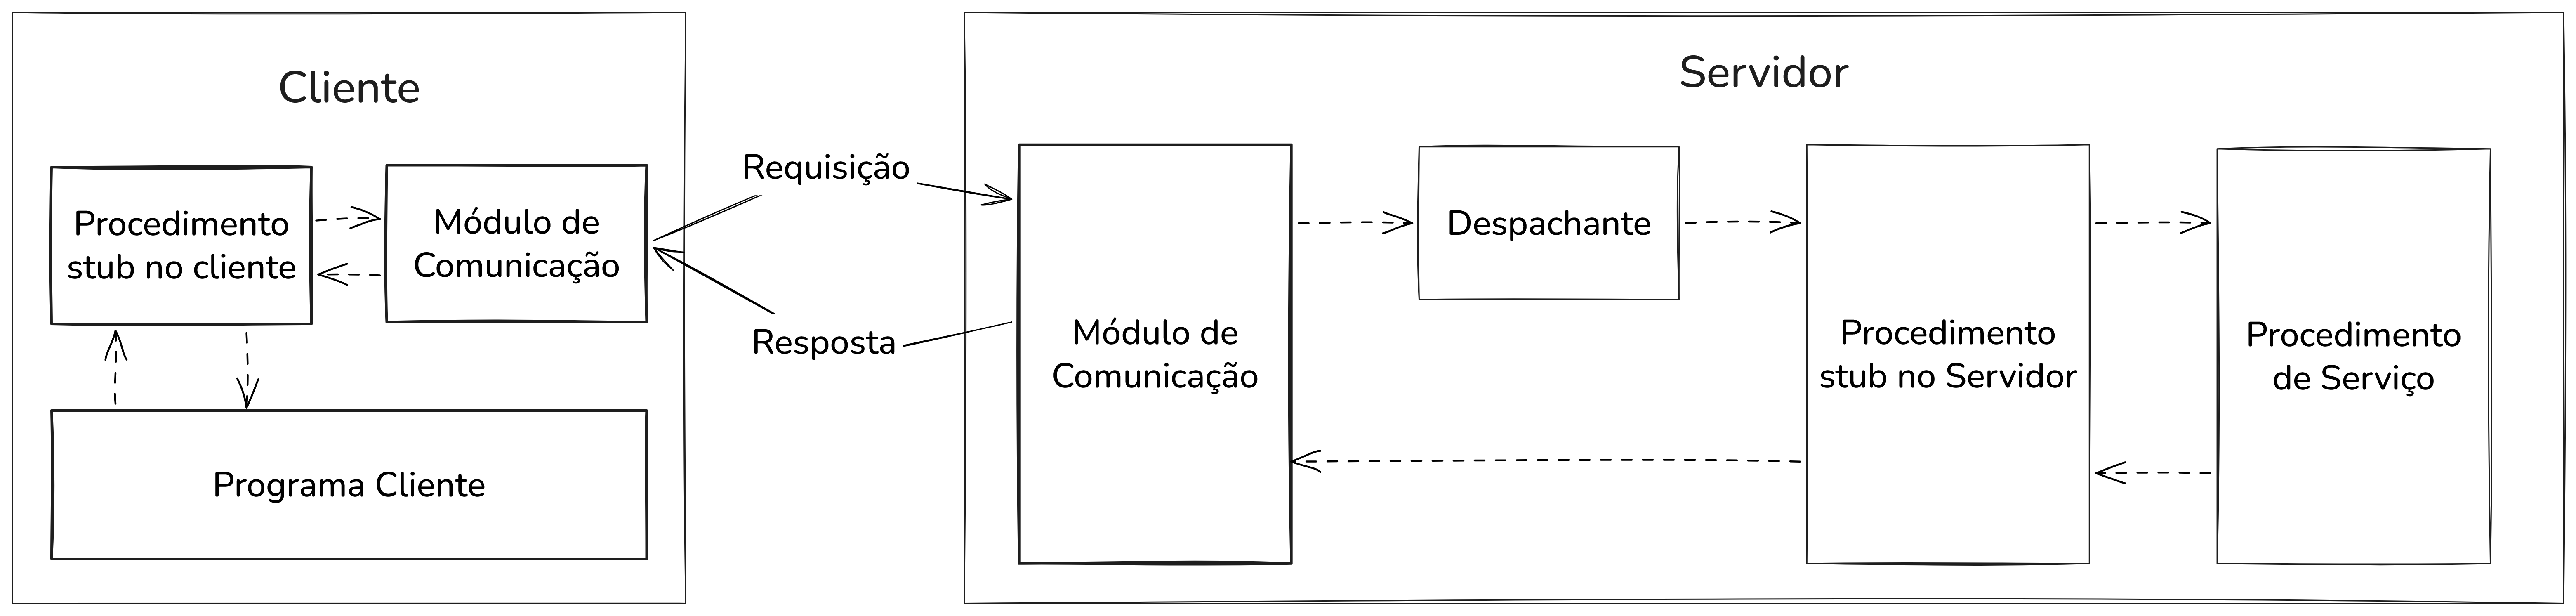 Cliente
Procedimento
stub no cliente
Módulo de
Comunicação
Programa Cliente
Requisição
Resposta
Servidor
Módulo de
Comunicação
Despachante
Procedimento
stub no Servidor
Procedimento
de Serviço